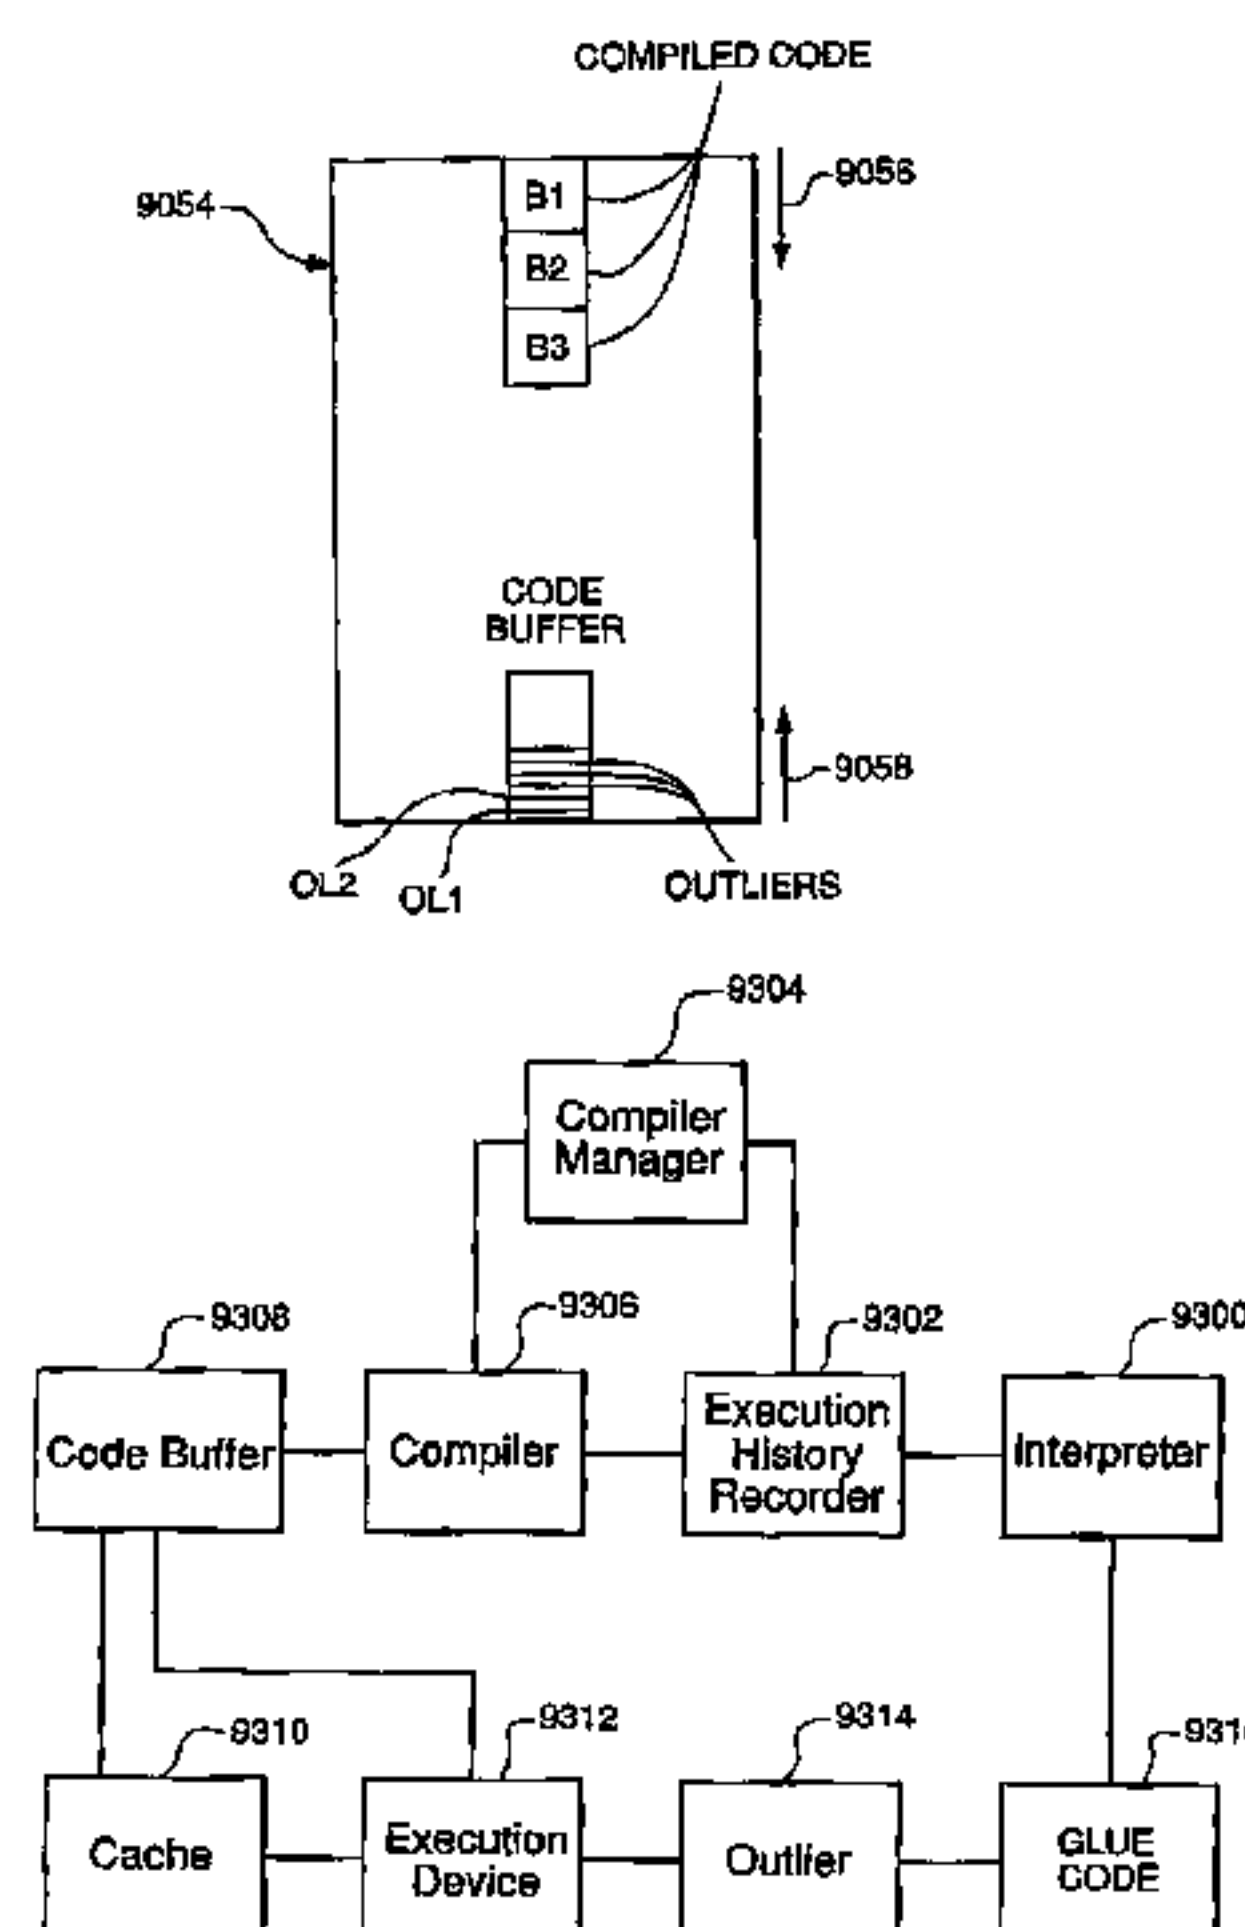 COMPILED CODE
9056
9054
B1
B2
B3
CODE
BUFFER
9058
OL2
OL1
OUTLIERS
9304
Compiler
Manager
9308
9306
9302
9300
Code Buffer
Compiler
Execution
History
Recorder
Interpreter
9310
9312
9314
Cache
Execution
Device
Outlier
GLUE
CODE